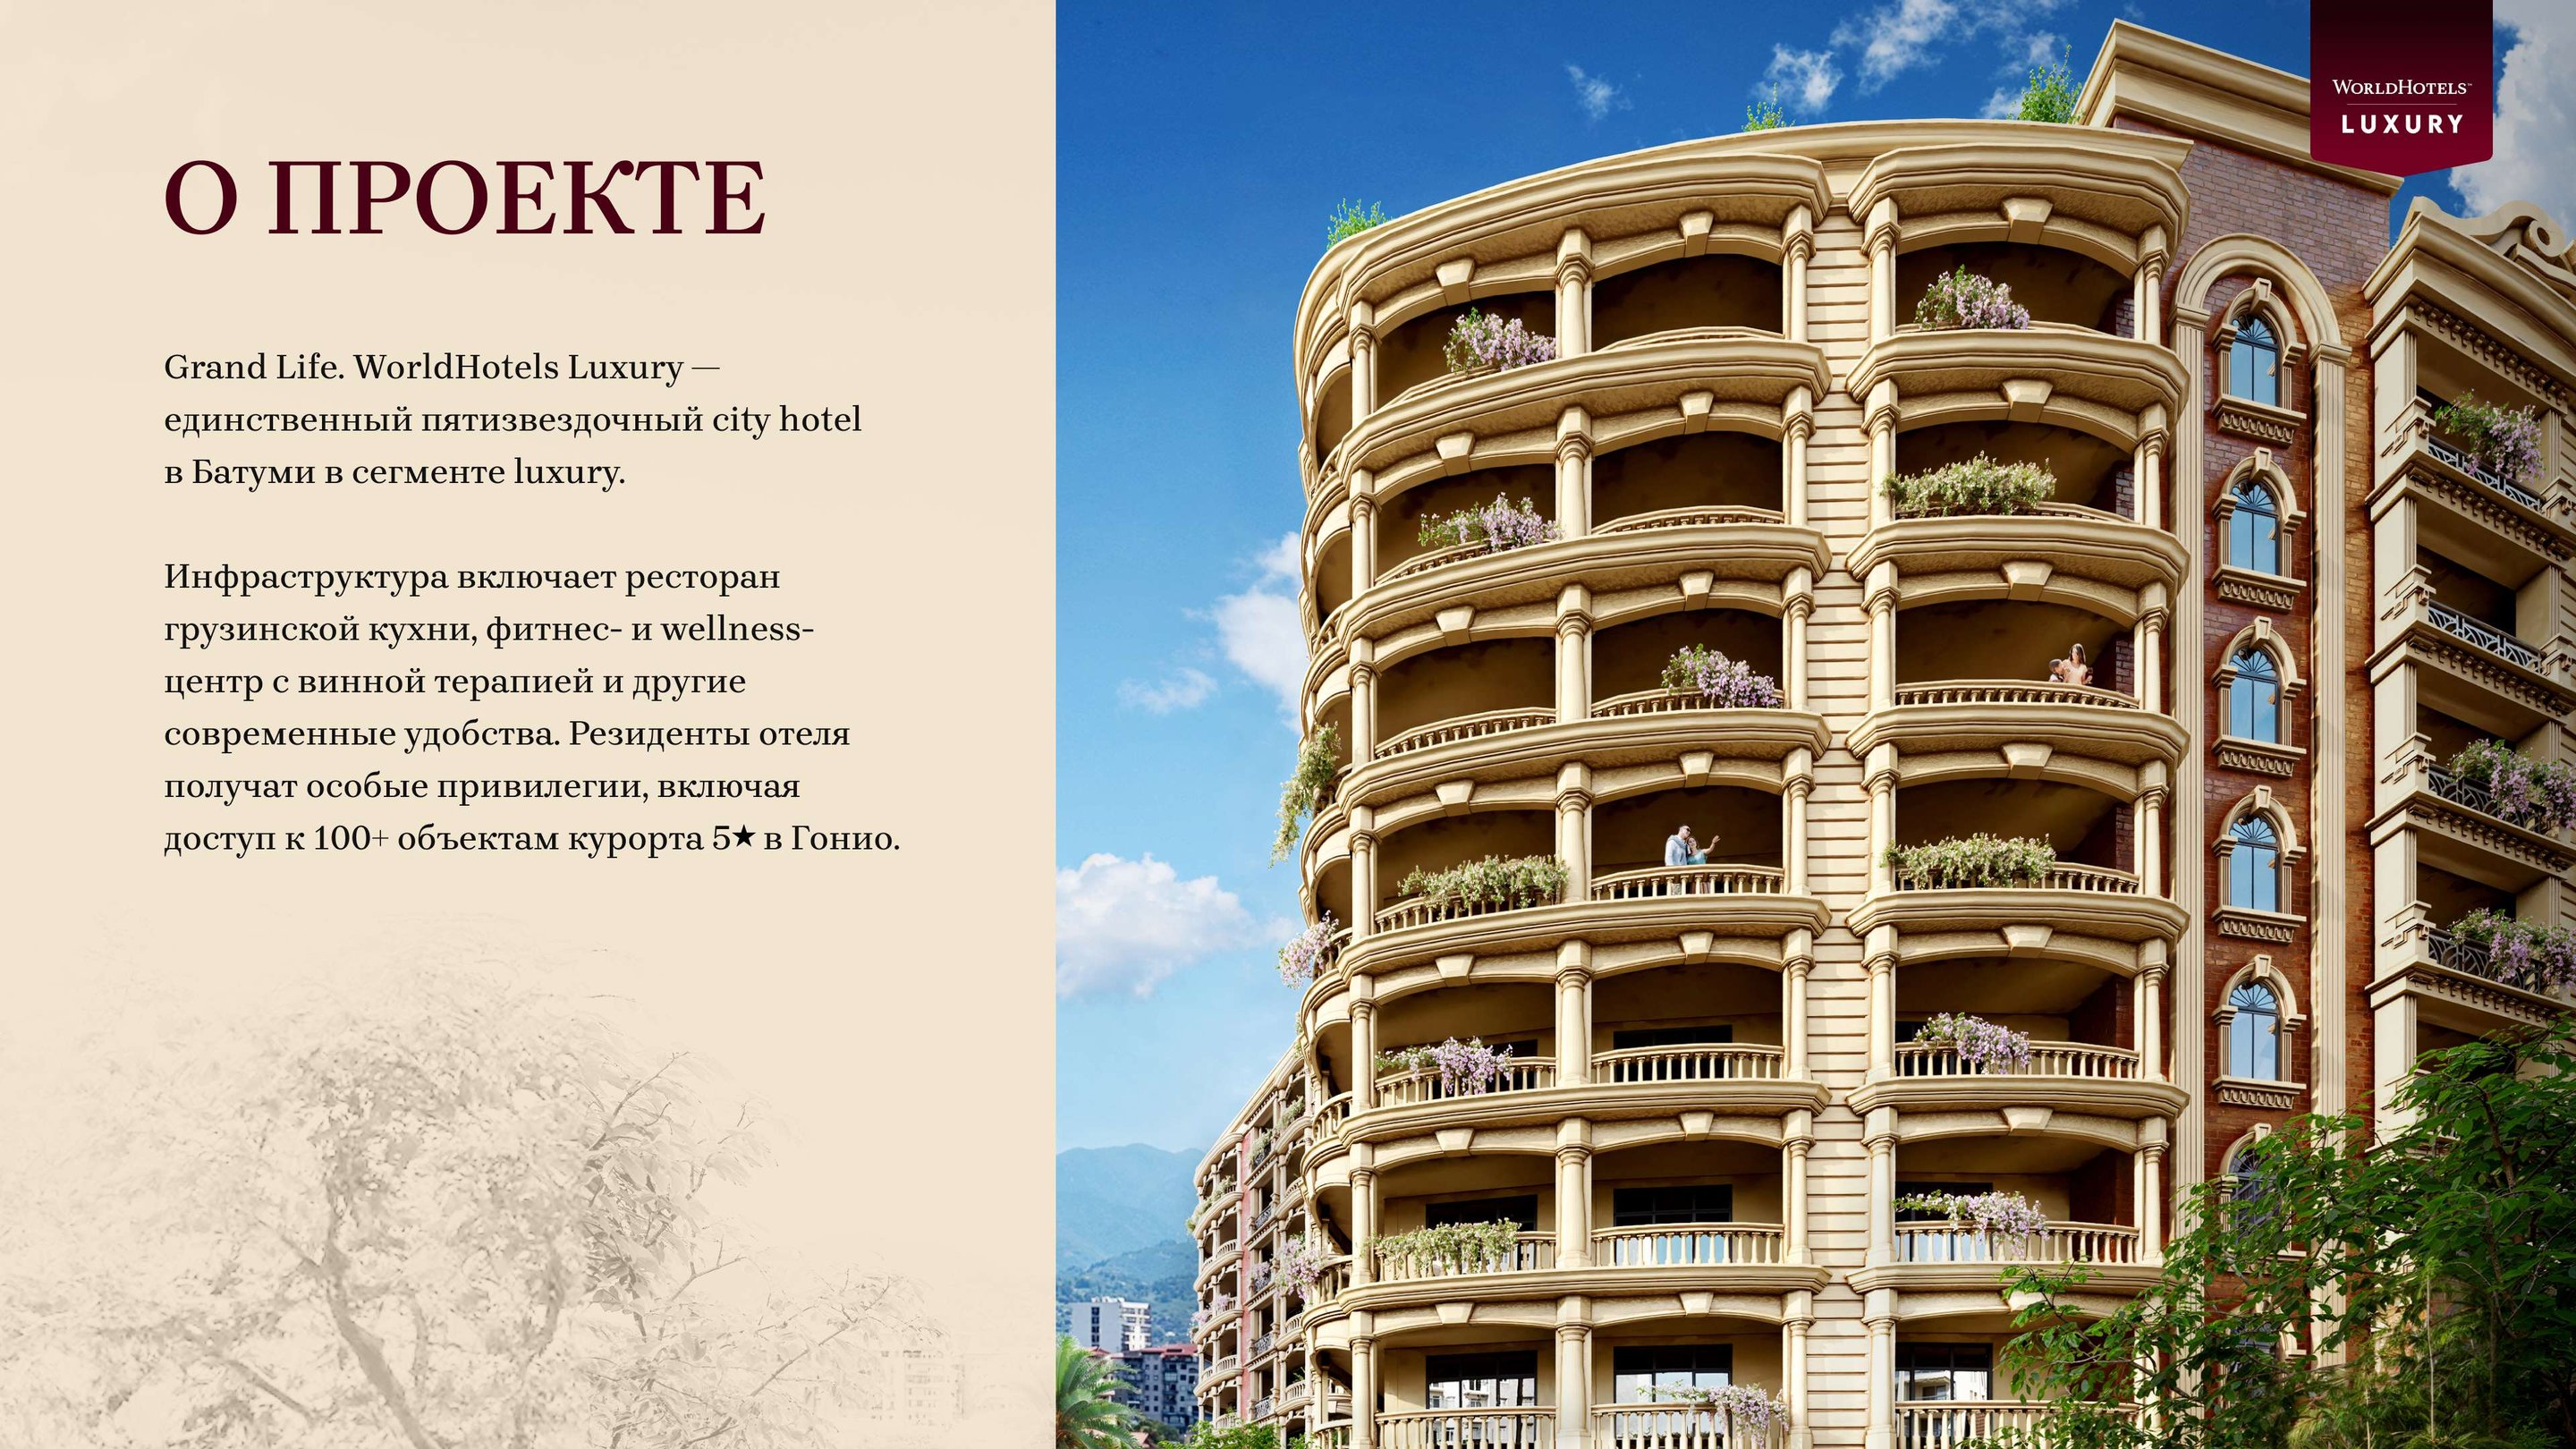 О ПРОЕКТЕ
Grand Life. WorldHotels Luxury —
единственный пятизвездочный city hotel
в Батуми в сегменте luxury.
Инфраструктура включает ресторан
грузинской кухни, фитнес- и wellness-
центр с винной терапией и другие
современные удобства. Резиденты отеля
получат особые привилегии, включая
доступ к 100+ объектам курорта 5★ в Гонио.
WORLDHOTELS™
LUXURY